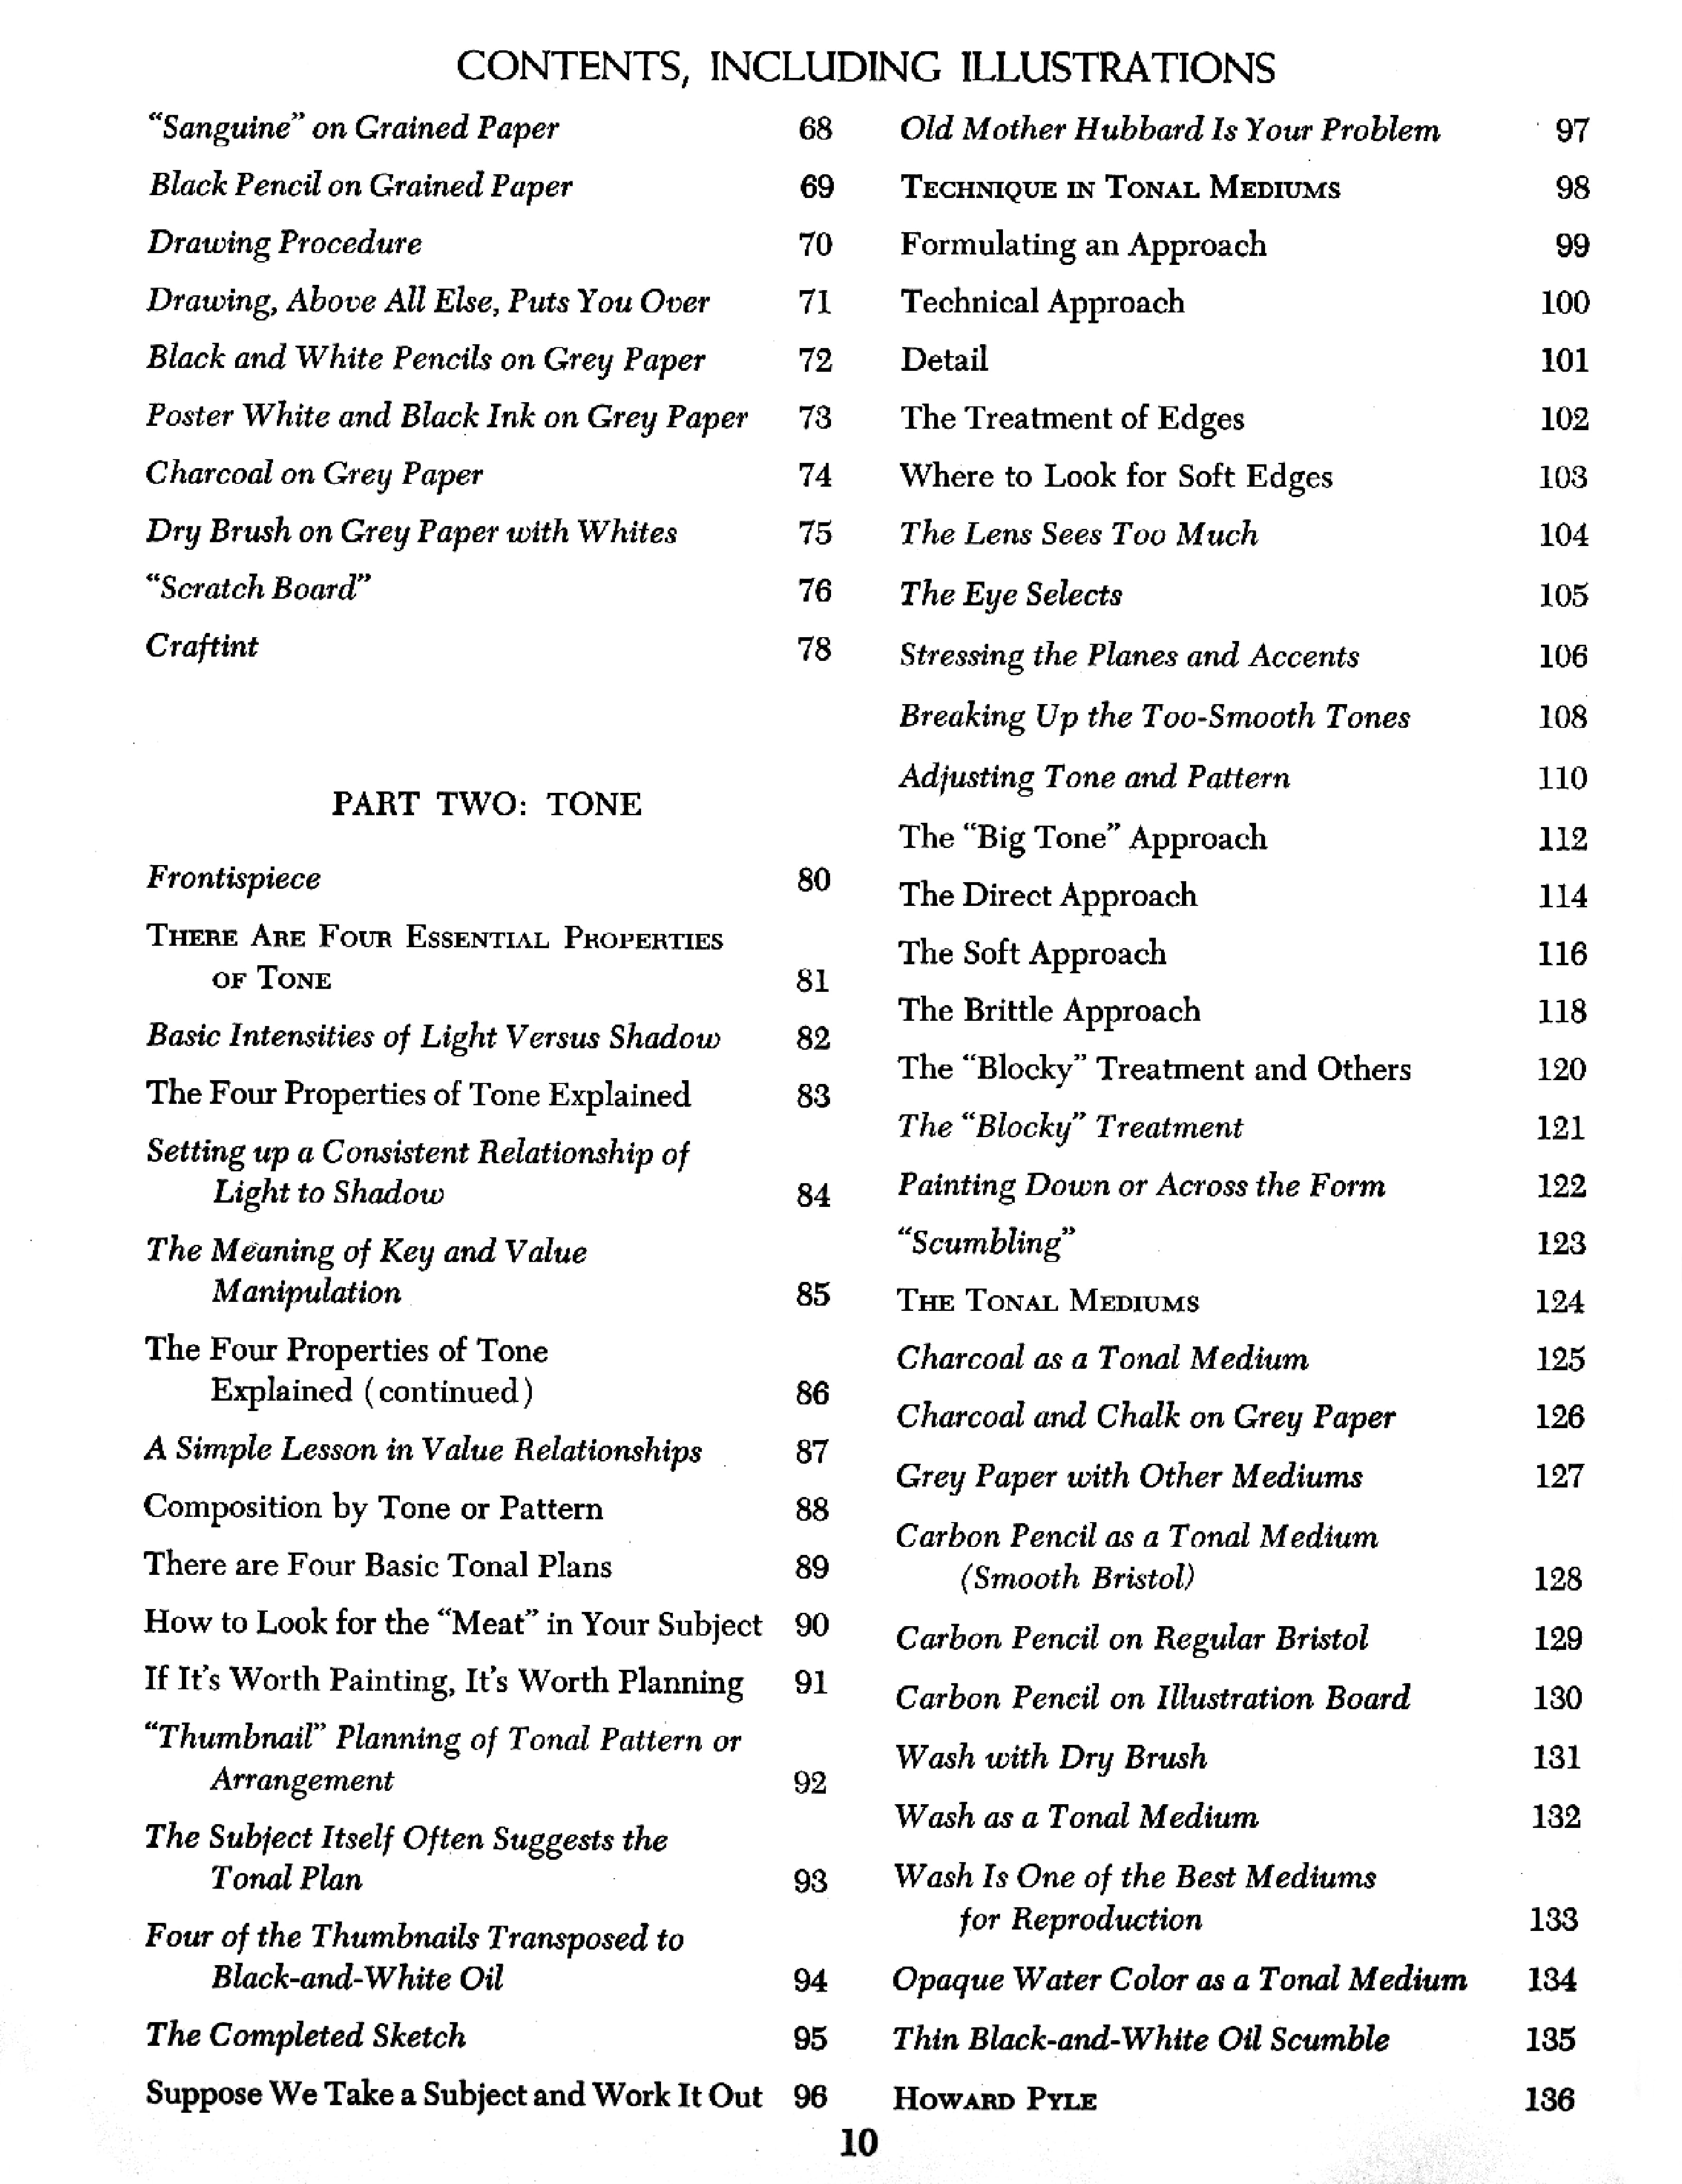 CONTENTS, INCLUDING ILLUSTRATIONS
“Sanguine” on Grained Paper 68
Black Pencil on Grained Paper 69
Drawing Procedure 70
Drawing, Above All Else, Puts You Over 71
Black and White Pencils on Grey Paper 72
Poster White and Black Ink on Grey Paper 73
Charcoal on Grey Paper 74
Dry Brush on Grey Paper with Whites 75
“Scratch Board” 76
Craftint 78
PART TWO: TONE
Frontispiece 80
THERE ARE FOUR ESSENTIAL PROPERTIES
OF TONE 81
Basic Intensities of Light Versus Shadow 82
The Four Properties of Tone Explained 83
Setting up a Consistent Relationship of
Light to Shadow 84
The Meaning of Key and Value
Manipulation 85
The Four Properties of Tone
Explained (continued) 86
A Simple Lesson in Value Relationships 87
Composition by Tone or Pattern 88
There are Four Basic Tonal Plans 89
How to Look for the “Meat” in Your Subject 90
If It’s Worth Painting, It’s Worth Planning 91
“Thumbnail” Planning of Tonal Pattern or
Arrangement 92
The Subject Itself Often Suggests the
Tonal Plan 93
Four of the Thumbnails Transposed to
Black-and-White Oil 94
The Completed Sketch 95
Suppose We Take a Subject and Work It Out 96
Old Mother Hubbard Is Your Problem 97
TECHNIQUE IN TONAL MEDIUMS 98
Formulating an Approach 99
Technical Approach 100
Detail 101
The Treatment of Edges 102
Where to Look for Soft Edges 103
The Lens Sees Too Much 104
The Eye Selects 105
Stressing the Planes and Accents 106
Breaking Up the Too-Smooth Tones 108
Adjusting Tone and Pattern 110
The “Big Tone” Approach 112
The Direct Approach 114
The Soft Approach 116
The Brittle Approach 118
The “Blocky” Treatment and Others 120
The “Blocky” Treatment 121
Painting Down or Across the Form 122
“Scumbling” 123
THE TONAL MEDIUMS 124
Charcoal as a Tonal Medium 125
Charcoal and Chalk on Grey Paper 126
Grey Paper with Other Mediums 127
Carbon Pencil as a Tonal Medium
(Smooth Bristol) 128
Carbon Pencil on Regular Bristol 129
Carbon Pencil on Illustration Board 130
Wash with Dry Brush 131
Wash as a Tonal Medium 132
Wash Is One of the Best Mediums
for Reproduction 133
Opaque Water Color as a Tonal Medium 134
Thin Black-and-White Oil Scumble 135
HOWARD PYLE 136
10